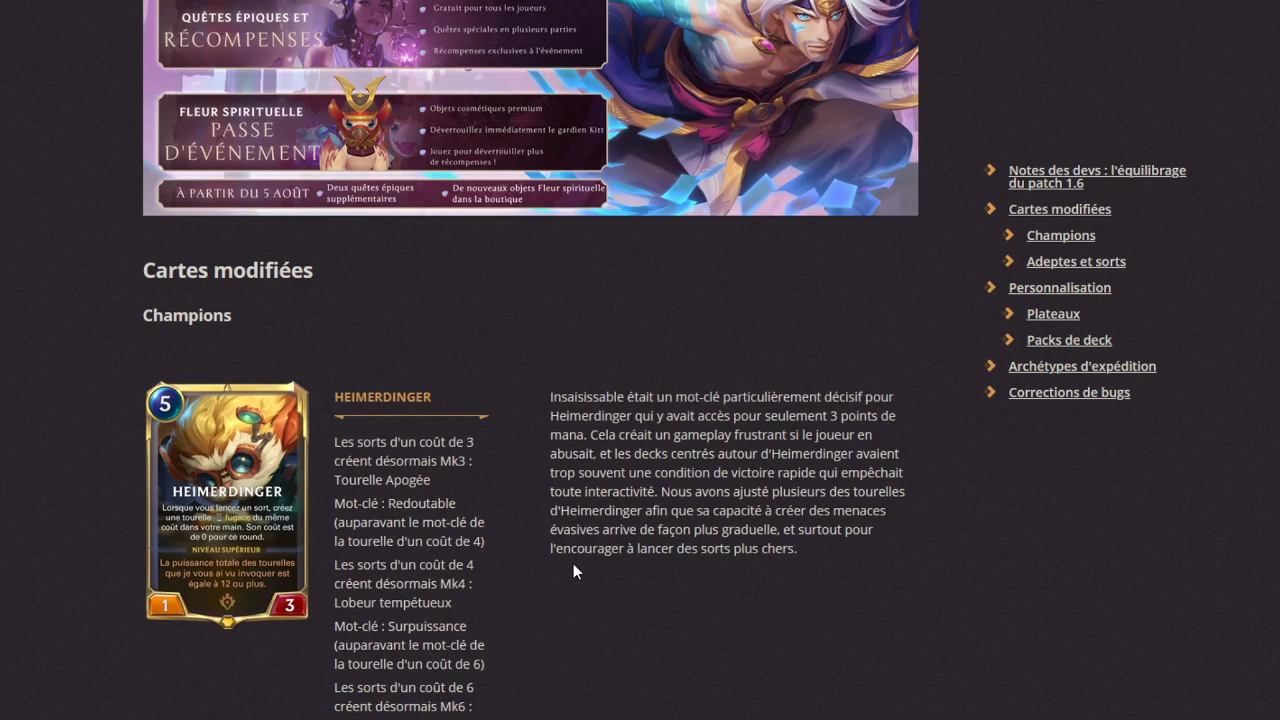 QUÊTES ÉPIQUES ET
RÉCOMPENSES
Gratuit pour tous les joueurs
Quêtes spéciales en plusieurs parties
Récompenses exclusives à l'événement
FLEUR SPIRITUELLE
PASSE
D'ÉVÉNEMENT
Objets cosmétiques premium
Déverrouillez immédiatement le gardien Kitt
Jouez pour déverrouiller plus
de récompenses !
À PARTIR DU 5 AOÛT
Deux quêtes épiques
supplémentaires
De nouveaux objets Fleur spirituelle
dans la boutique
Cartes modifiées
Champions
5
HEIMERDINGER
Lorsque vous lancez un sort, créez
une tourelle fugace du même
coût dans votre main. Son coût est
de 0 pour ce round.
NIVEAU SUPÉRIEUR
La puissance totale des tourelles
que je vous ai vu invoquer est
égale à 12 ou plus.
1
3
HEIMERDINGER
Les sorts d'un coût de 3
créent désormais Mk3 :
Tourelle Apogée
Mot-clé : Redoutable
(auparavant le mot-clé de
la tourelle d'un coût de 4)
Les sorts d'un coût de 4
créent désormais Mk4 :
Lobeur tempétueux
Mot-clé : Surpuissance
(auparavant le mot-clé de
la tourelle d'un coût de 6)
Les sorts d'un coût de 6
créent désormais Mk6 :
Insaisissable était un mot-clé particulièrement décisif pour
Heimerdinger qui y avait accès pour seulement 3 points de
mana. Cela créait un gameplay frustrant si le joueur en
abusait, et les decks centrés autour d'Heimerdinger avaient
trop souvent une condition de victoire rapide qui empêchait
toute interactivité. Nous avons ajusté plusieurs des tourelles
d'Heimerdinger afin que sa capacité à créer des menaces
évasives arrive de façon plus graduelle, et surtout pour
l'encourager à lancer des sorts plus chers.
Notes des devs : l'équilibrage
du patch 1.6
Cartes modifiées
Champions
Adeptes et sorts
Personnalisation
Plateaux
Packs de deck
Archétypes d'expédition
Corrections de bugs